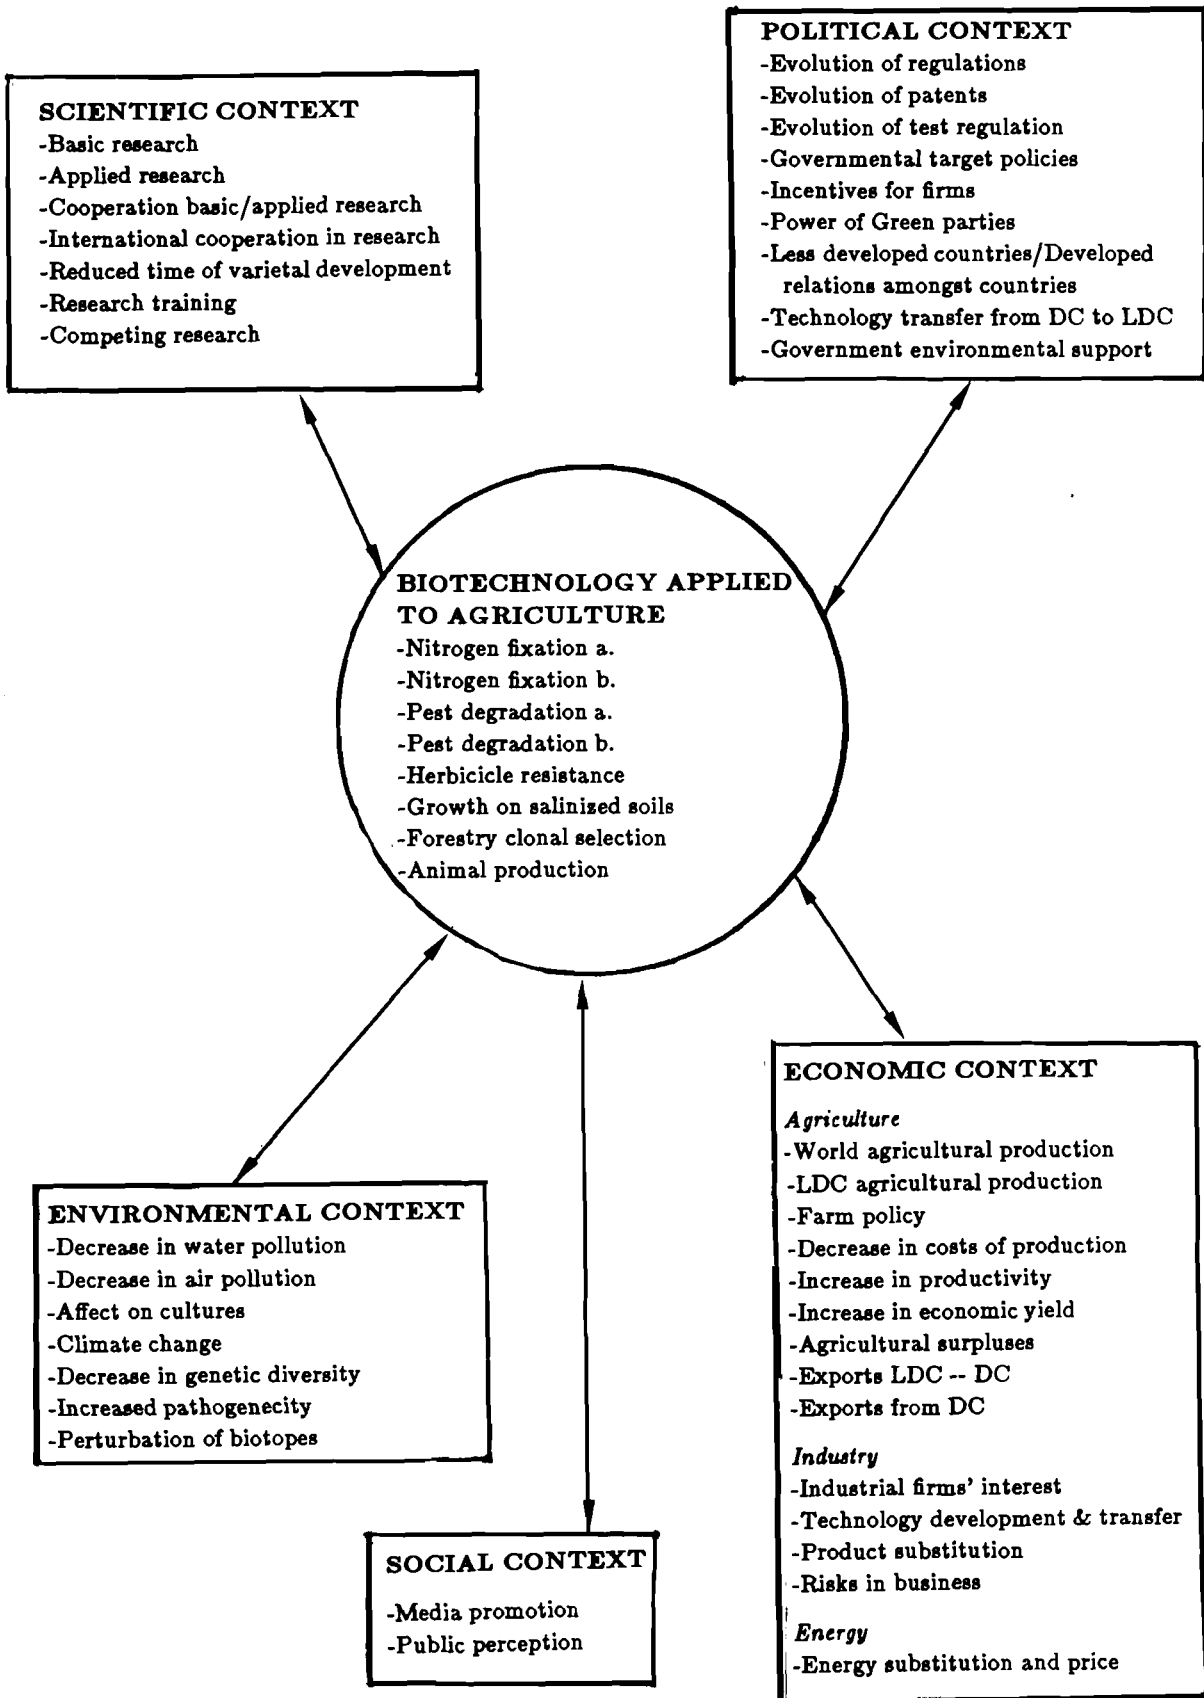 SCIENTIFIC CONTEXT
-Basic research
-Applied research
-Cooperation basic/applied research
-International cooperation in research
-Reduced time of varietal development
-Research training
-Competing research
POLITICAL CONTEXT
-Evolution of regulations
-Evolution of patents
-Evolution of test regulation
-Governmental target policies
-Incentives for firms
-Power of Green parties
-Less developed countries/Developed
relations amongst countries
-Technology transfer from DC to LDC
-Government environmental support
BIOTECHNOLOGY APPLIED
TO AGRICULTURE
-Nitrogen fixation a.
-Nitrogen fixation b.
-Pest degradation a.
-Pest degradation b.
-Herbicicle resistance
-Growth on salinized soils
-Forestry clonal selection
-Animal production
ENVIRONMENTAL CONTEXT
-Decrease in water pollution
-Decrease in air pollution
-Affect on cultures
-Climate change
-Decrease in genetic diversity
-Increased pathogenecity
-Perturbation of biotopes
SOCIAL CONTEXT
-Media promotion
-Public perception
ECONOMIC CONTEXT
Agriculture
-World agricultural production
-LDC agricultural production
-Farm policy
-Decrease in costs of production
-Increase in productivity
-Increase in economic yield
-Agricultural surpluses
-Exports LDC -- DC
-Exports from DC
Industry
-Industrial firms' interest
-Technology development & transfer
-Product substitution
-Risks in business
Energy
-Energy substitution and price